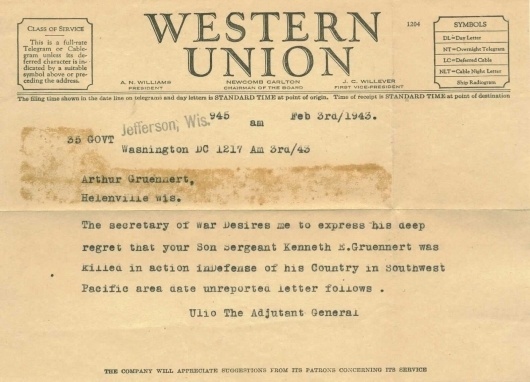 CLASS OF SERVICE
This is a full-rate
Telegram or Cable-
gram unless its de-
ferred character is in-
dicated by a suitable
symbol above or pre-
ceding the address.
WESTERN
UNION
1204
SYMBOLS
DL=Day Letter
NT=Overnight Telegram
LC=Deferred Cable
NLT=Cable Night Letter
Ship Radiogram
A. N. WILLIAMS
PRESIDENT
NEWCOMB CARLTON
CHAIRMAN OF THE BOARD
J. C. WILLEVER
FIRST VICE-PRESIDENT
The filing time shown in the date line on telegrams and day letters is STANDARD TIME at point of origin. Time of receipt is STANDARD TIME at point of destination
Jefferson, Wis. 945 am Feb 3rd/1943.
35 GOVT
Washington DC 1217 Am 3rd/43
Arthur Gruennert,
Helenville Wis.
The secretary of War Desires me to express his deep
regret that your Son Sergeant Kenneth E.Gruennert was
Killed in action inDefense of his Country in Southwest
Pacific area date unreported letter follows .
Ulio The Adjutant General
THE COMPANY WILL APPRECIATE SUGGESTIONS FROM ITS PATRONS CONCERNING ITS SERVICE